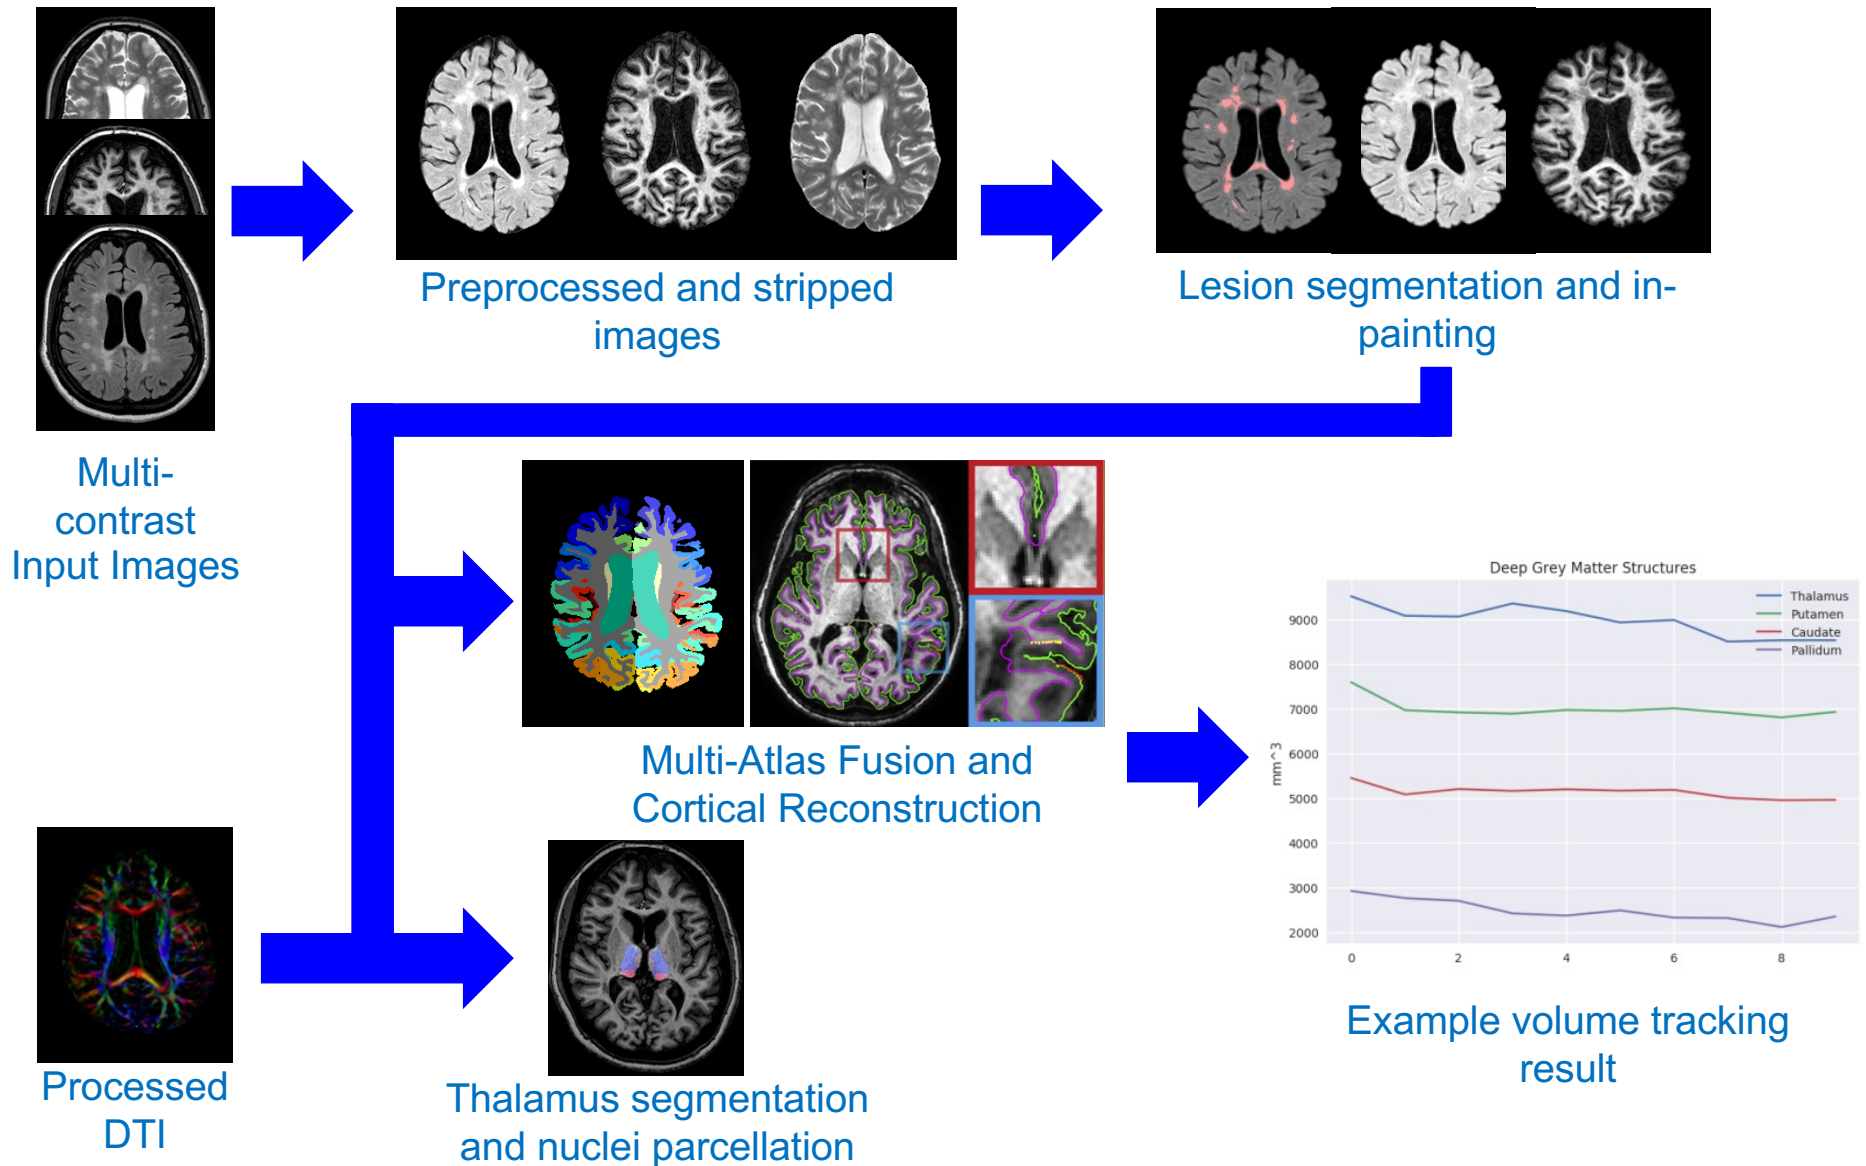 Preprocessed and stripped
images
Lesion segmentation and in-
painting
Multi-
contrast
Input Images
Multi-Atlas Fusion and
Cortical Reconstruction
Deep Grey Matter Structures
Thalamus
Putamen
Caudate
Pallidum
mm^3
9000
8000
7000
6000
5000
4000
3000
2000
0 2 4 6 8
Example volume tracking
result
Processed
DTI
Thalamus segmentation
and nuclei parcellation